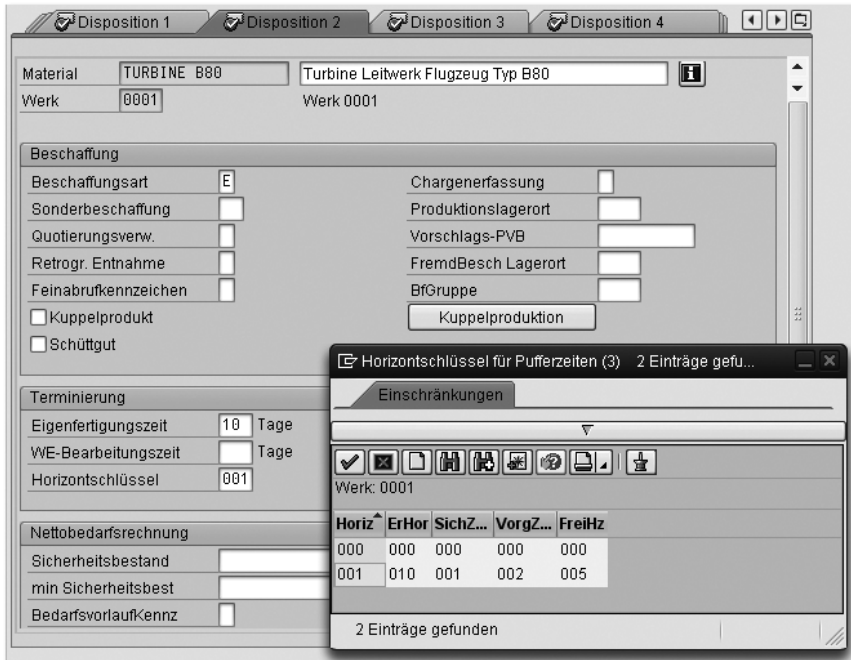 Disposition 1 Disposition 2 Disposition 3 Disposition 4
Material TURBINE B80 Turbine Leitwerk Flugzeug Typ B80
Werk 0001 Werk 0001
Beschaffung
Beschaffungsart E Chargenerfassung
Sonderbeschaffung Produktionslagerort
Quotierungsverw. Vorschlags-PVB
Retrogr. Entnahme FremdBesch Lagerort
Feinabrufkennzeichen BfGruppe
Kuppelprodukt Kuppelproduktion
Schüttgut
Terminierung
Eigenfertigungszeit 10 Tage
WE-Bearbeitungszeit Tage
Horizontschlüssel 001
Nettobedarfsrechnung
Sicherheitsbestand
min Sicherheitsbest
BedarfsvorlaufKennz
Horizontschlüssel für Pufferzeiten (3) 2 Einträge gefu...
Einschränkungen
Werk: 0001
Horiz ErHor SichZ... VorgZ... FreiHz
000 000 000 000 000
001 010 001 002 005
2 Einträge gefunden